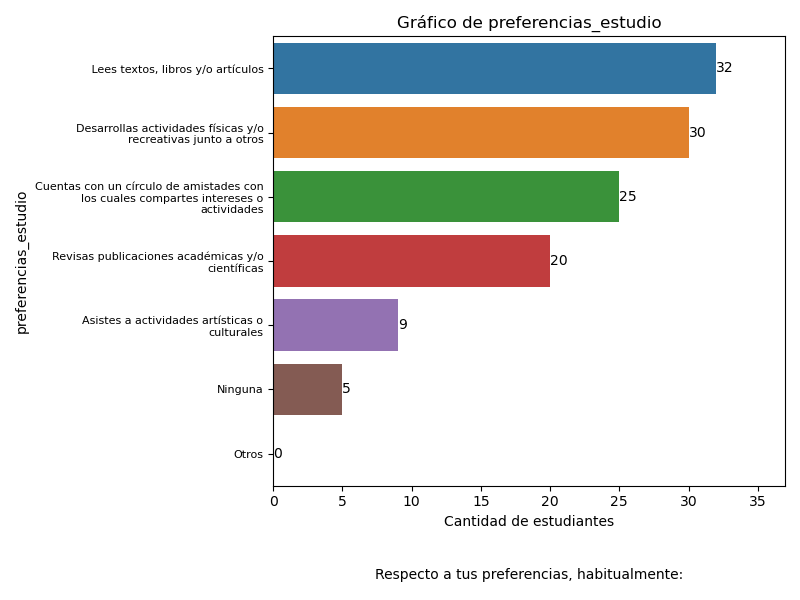 Gráfico de preferencias_estudio
preferencias_estudio
Lees textos, libros y/o artículos
32
Desarrollas actividades físicas y/o
recreativas junto a otros
30
Cuentas con un círculo de amistades con
los cuales compartes intereses o
actividades
25
Revisas publicaciones académicas y/o
científicas
20
Asistes a actividades artísticas o
culturales
9
Ninguna
5
Otros
0
0 5 10 15 20 25 30 35
Cantidad de estudiantes
Respecto a tus preferencias, habitualmente: